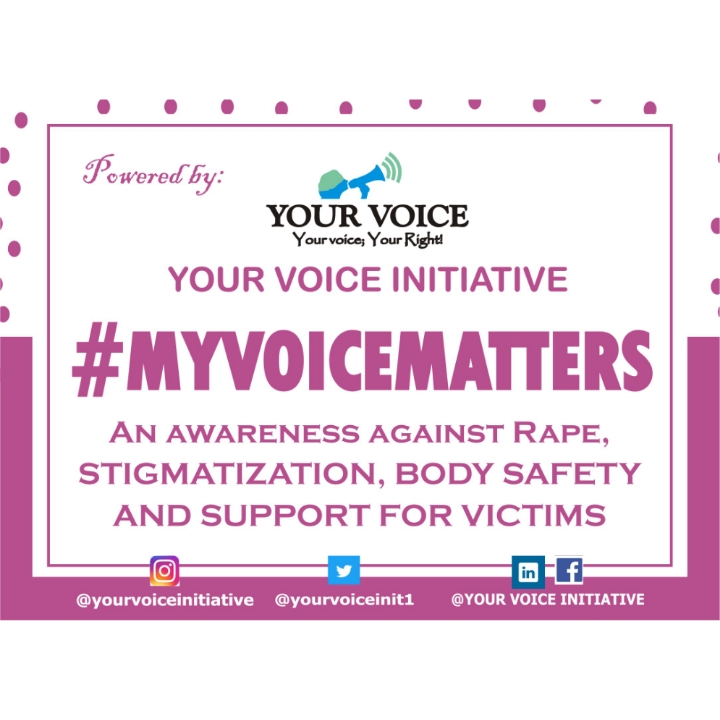 Powered by:
YOUR VOICE
Your voice; Your Right!
YOUR VOICE INITIATIVE
#MYVOICEMATTERS
AN AWARENESS AGAINST RAPE,
STIGMATIZATION, BODY SAFETY
AND SUPPORT FOR VICTIMS
@yourvoiceinitiative @yourvoiceinit1 @YOUR VOICE INITIATIVE